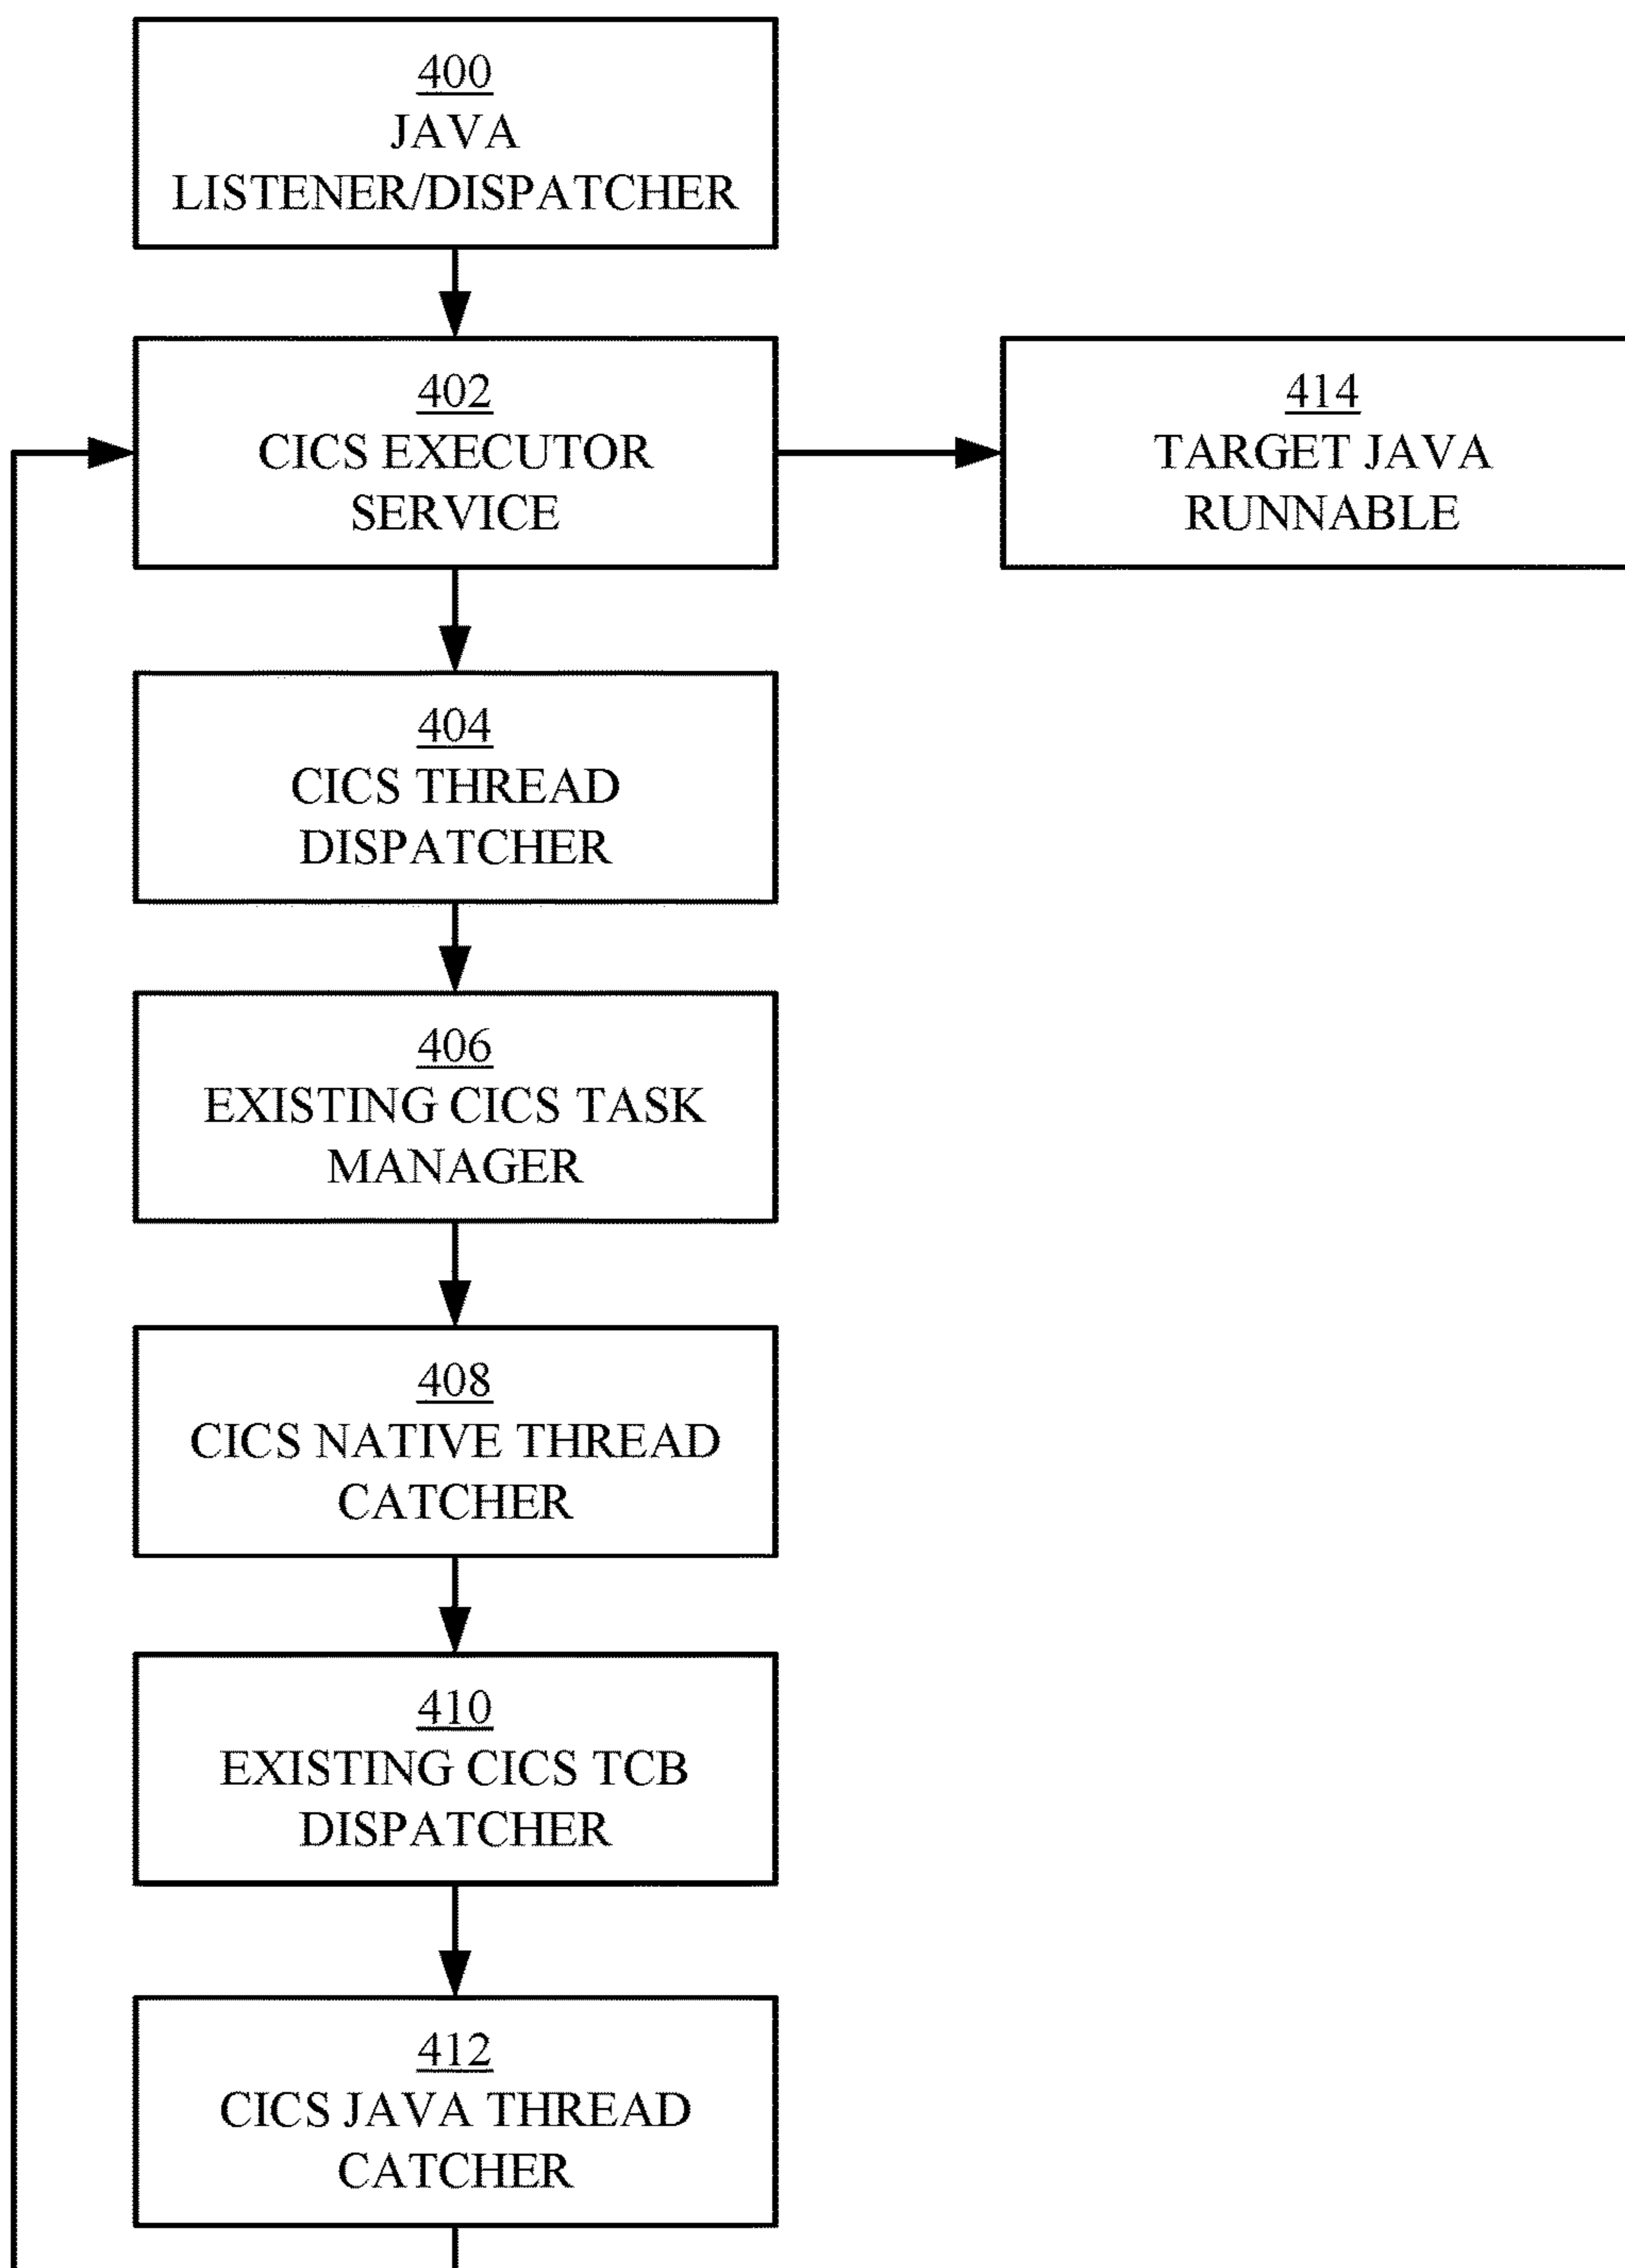 400
JAVA
LISTENER/DISPATCHER
402
CICS EXECUTOR
SERVICE
414
TARGET JAVA
RUNNABLE
404
CICS THREAD
DISPATCHER
406
EXISTING CICS TASK
MANAGER
408
CICS NATIVE THREAD
CATCHER
410
EXISTING CICS TCB
DISPATCHER
412
CICS JAVA THREAD
CATCHER